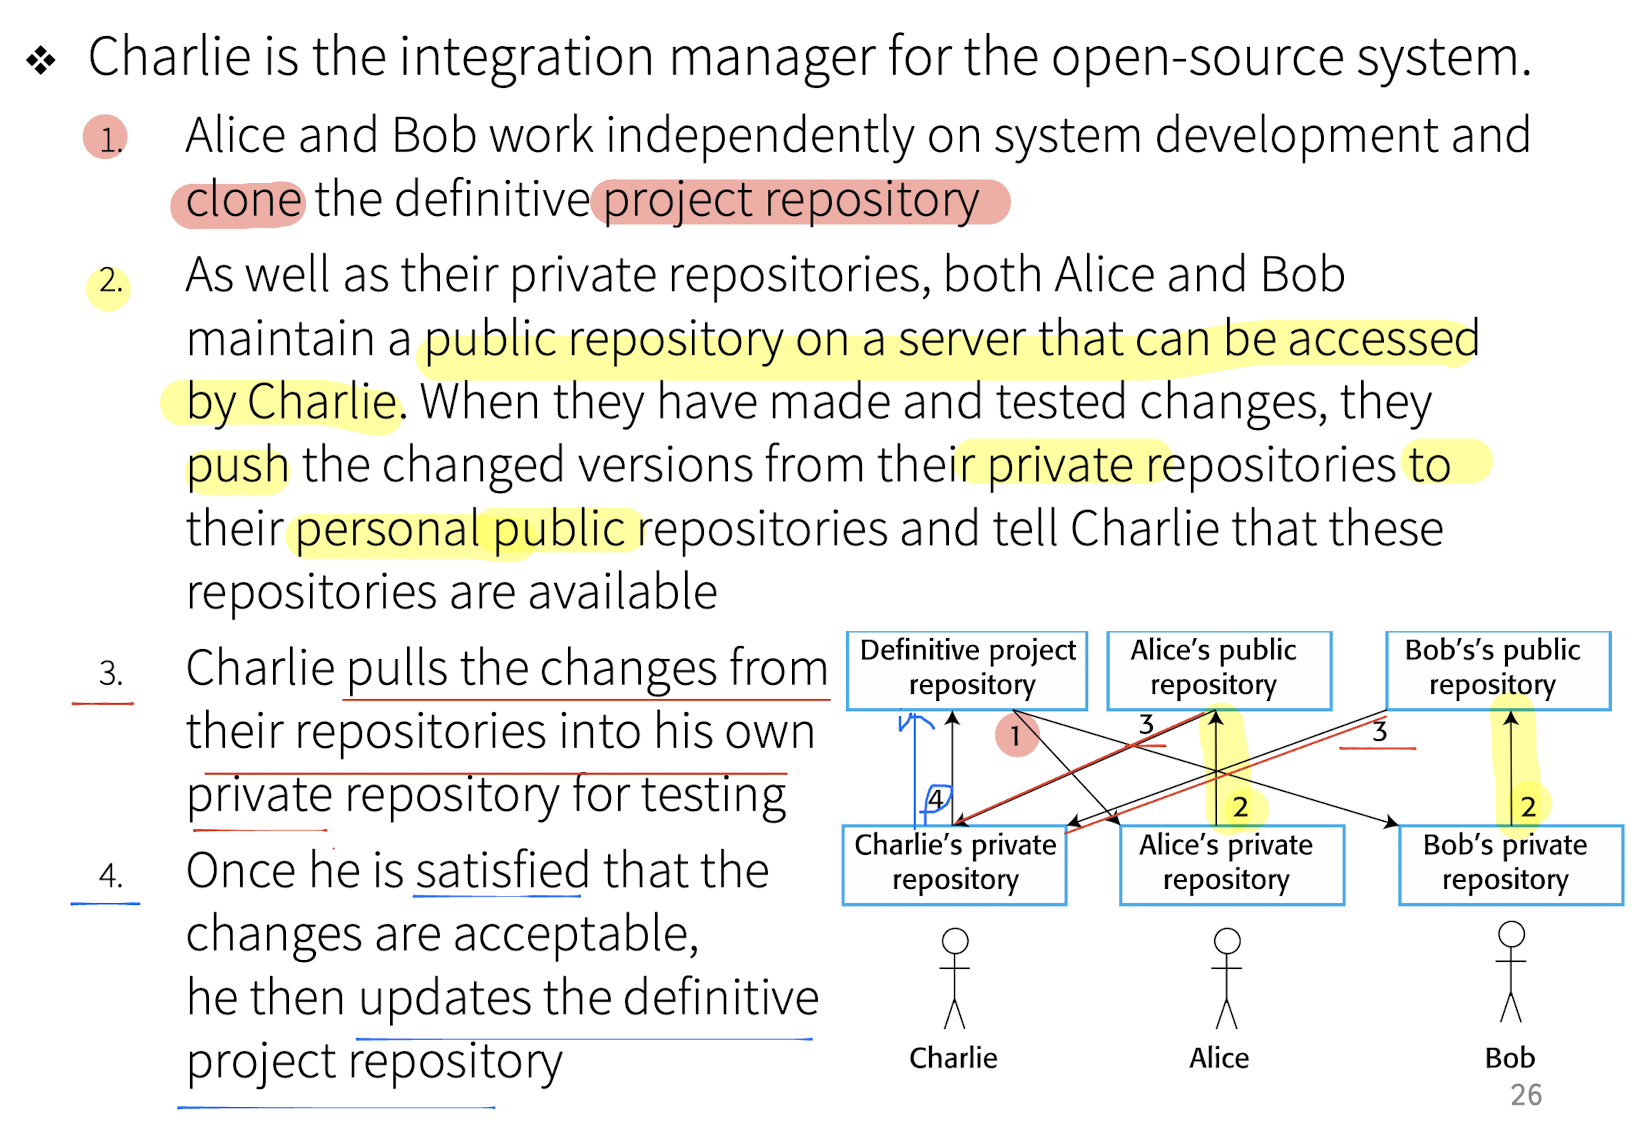 ❖ Charlie is the integration manager for the open-source system.
1. Alice and Bob work independently on system development and
clone the definitive project repository
2. As well as their private repositories, both Alice and Bob
maintain a public repository on a server that can be accessed
by Charlie. When they have made and tested changes, they
push the changed versions from their private repositories to
their personal public repositories and tell Charlie that these
repositories are available
3. Charlie pulls the changes from
their repositories into his own
private repository for testing
4. Once he is satisfied that the
changes are acceptable,
he then updates the definitive
project repository
Definitive project
repository
Alice's public
repository
Bob's's public
repository
1
3
3
4
2
2
Charlie's private
repository
Alice's private
repository
Bob's private
repository
Charlie
Alice
Bob
26